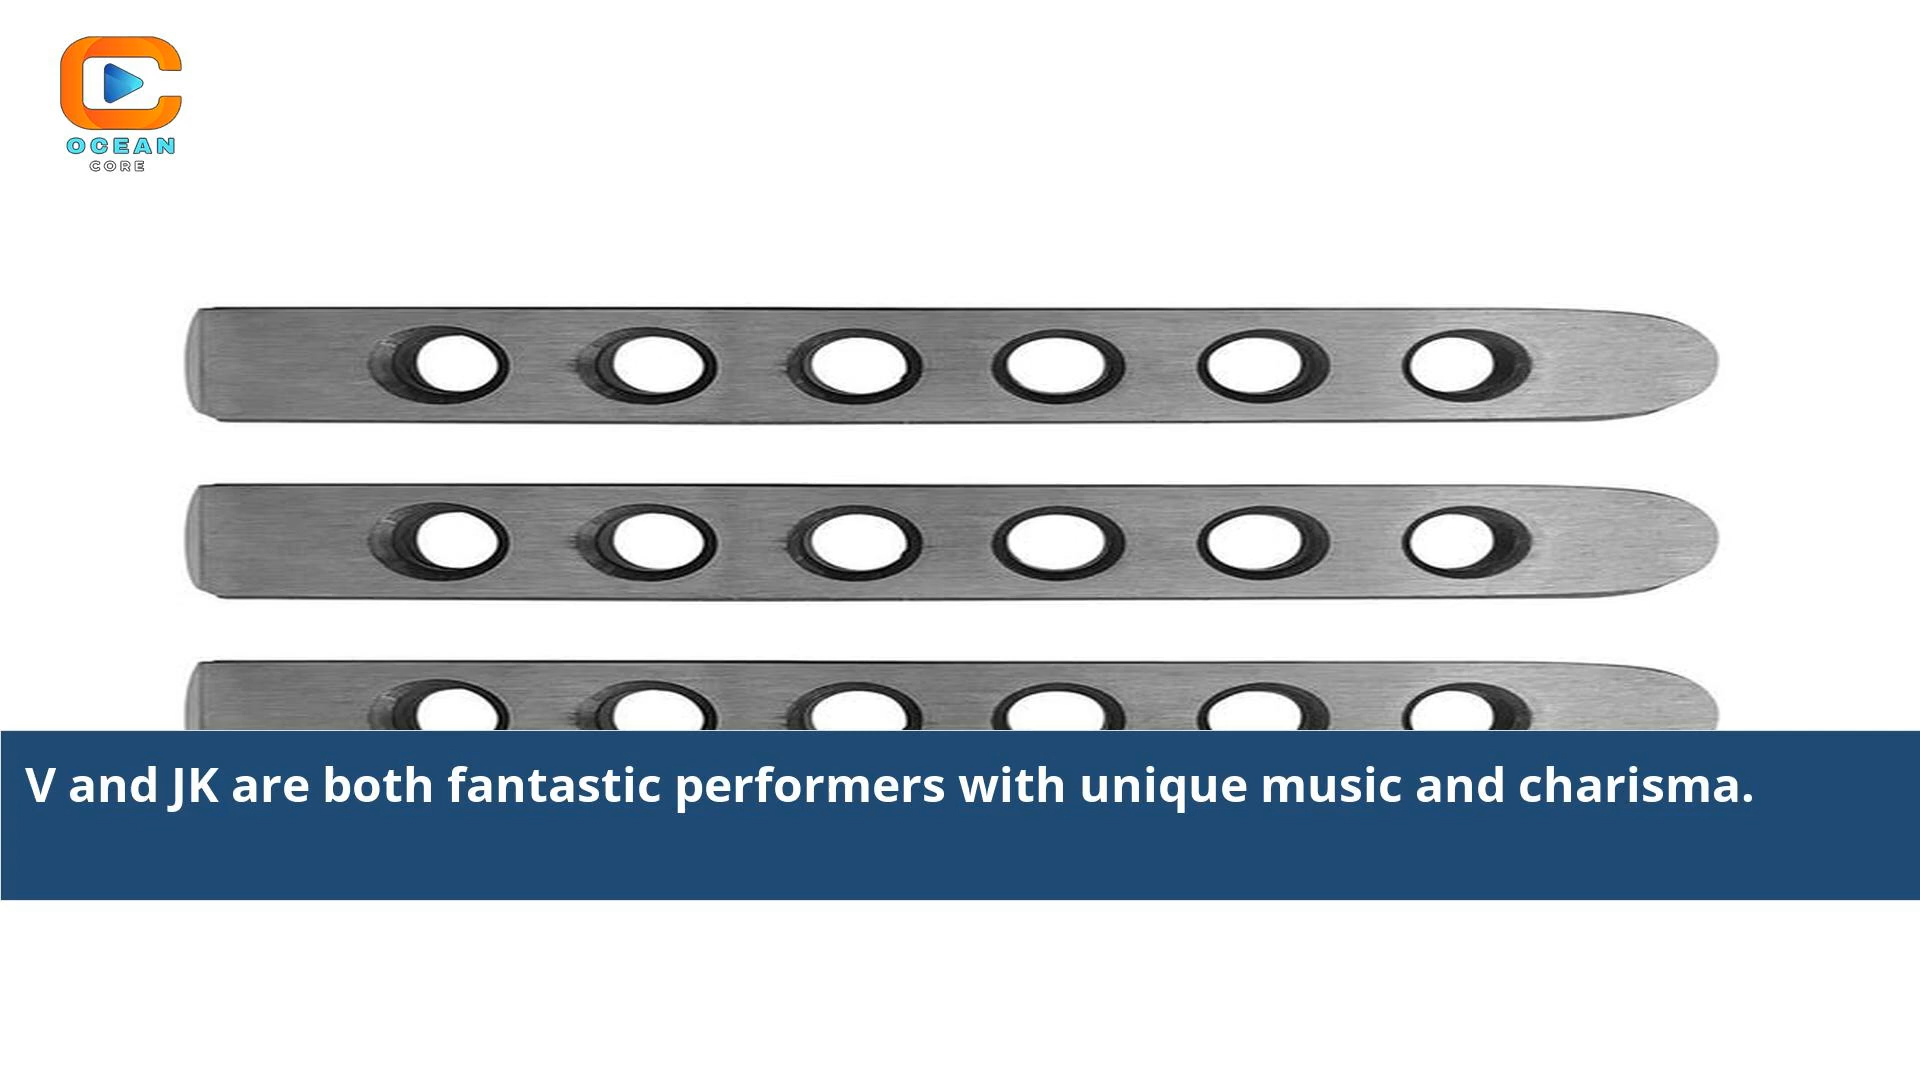 OCEAN
CORE
V and JK are both fantastic performers with unique music and charisma.